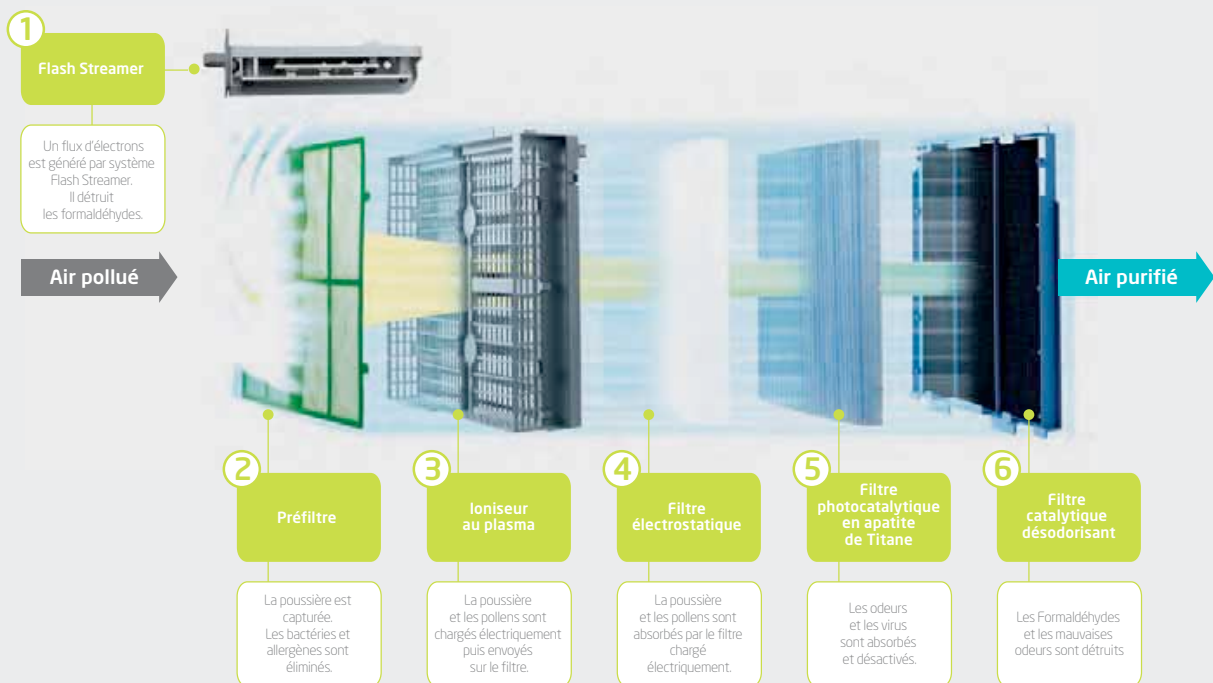 1
Flash Streamer
Un flux d'électrons
est généré par système
Flash Streamer.
Il détruit
les formaldéhydes.
Air pollué
Air purifié
2
Préfiltre
La poussière est
capturée.
Les bactéries et
allergènes sont
éliminés.
3
Ioniseur
au plasma
La poussière
et les pollens sont
chargés électriquement
puis envoyés
sur le filtre.
4
Filtre
électrostatique
La poussière
et les pollens sont
absorbés par le filtre
chargé
électriquement.
5
Filtre
photocatalytique
en apatite
de Titane
Les odeurs
et les virus
sont absorbés
et désactivés.
6
Filtre
catalytique
désodorisant
Les Formaldéhydes
et les mauvaises
odeurs sont détruits